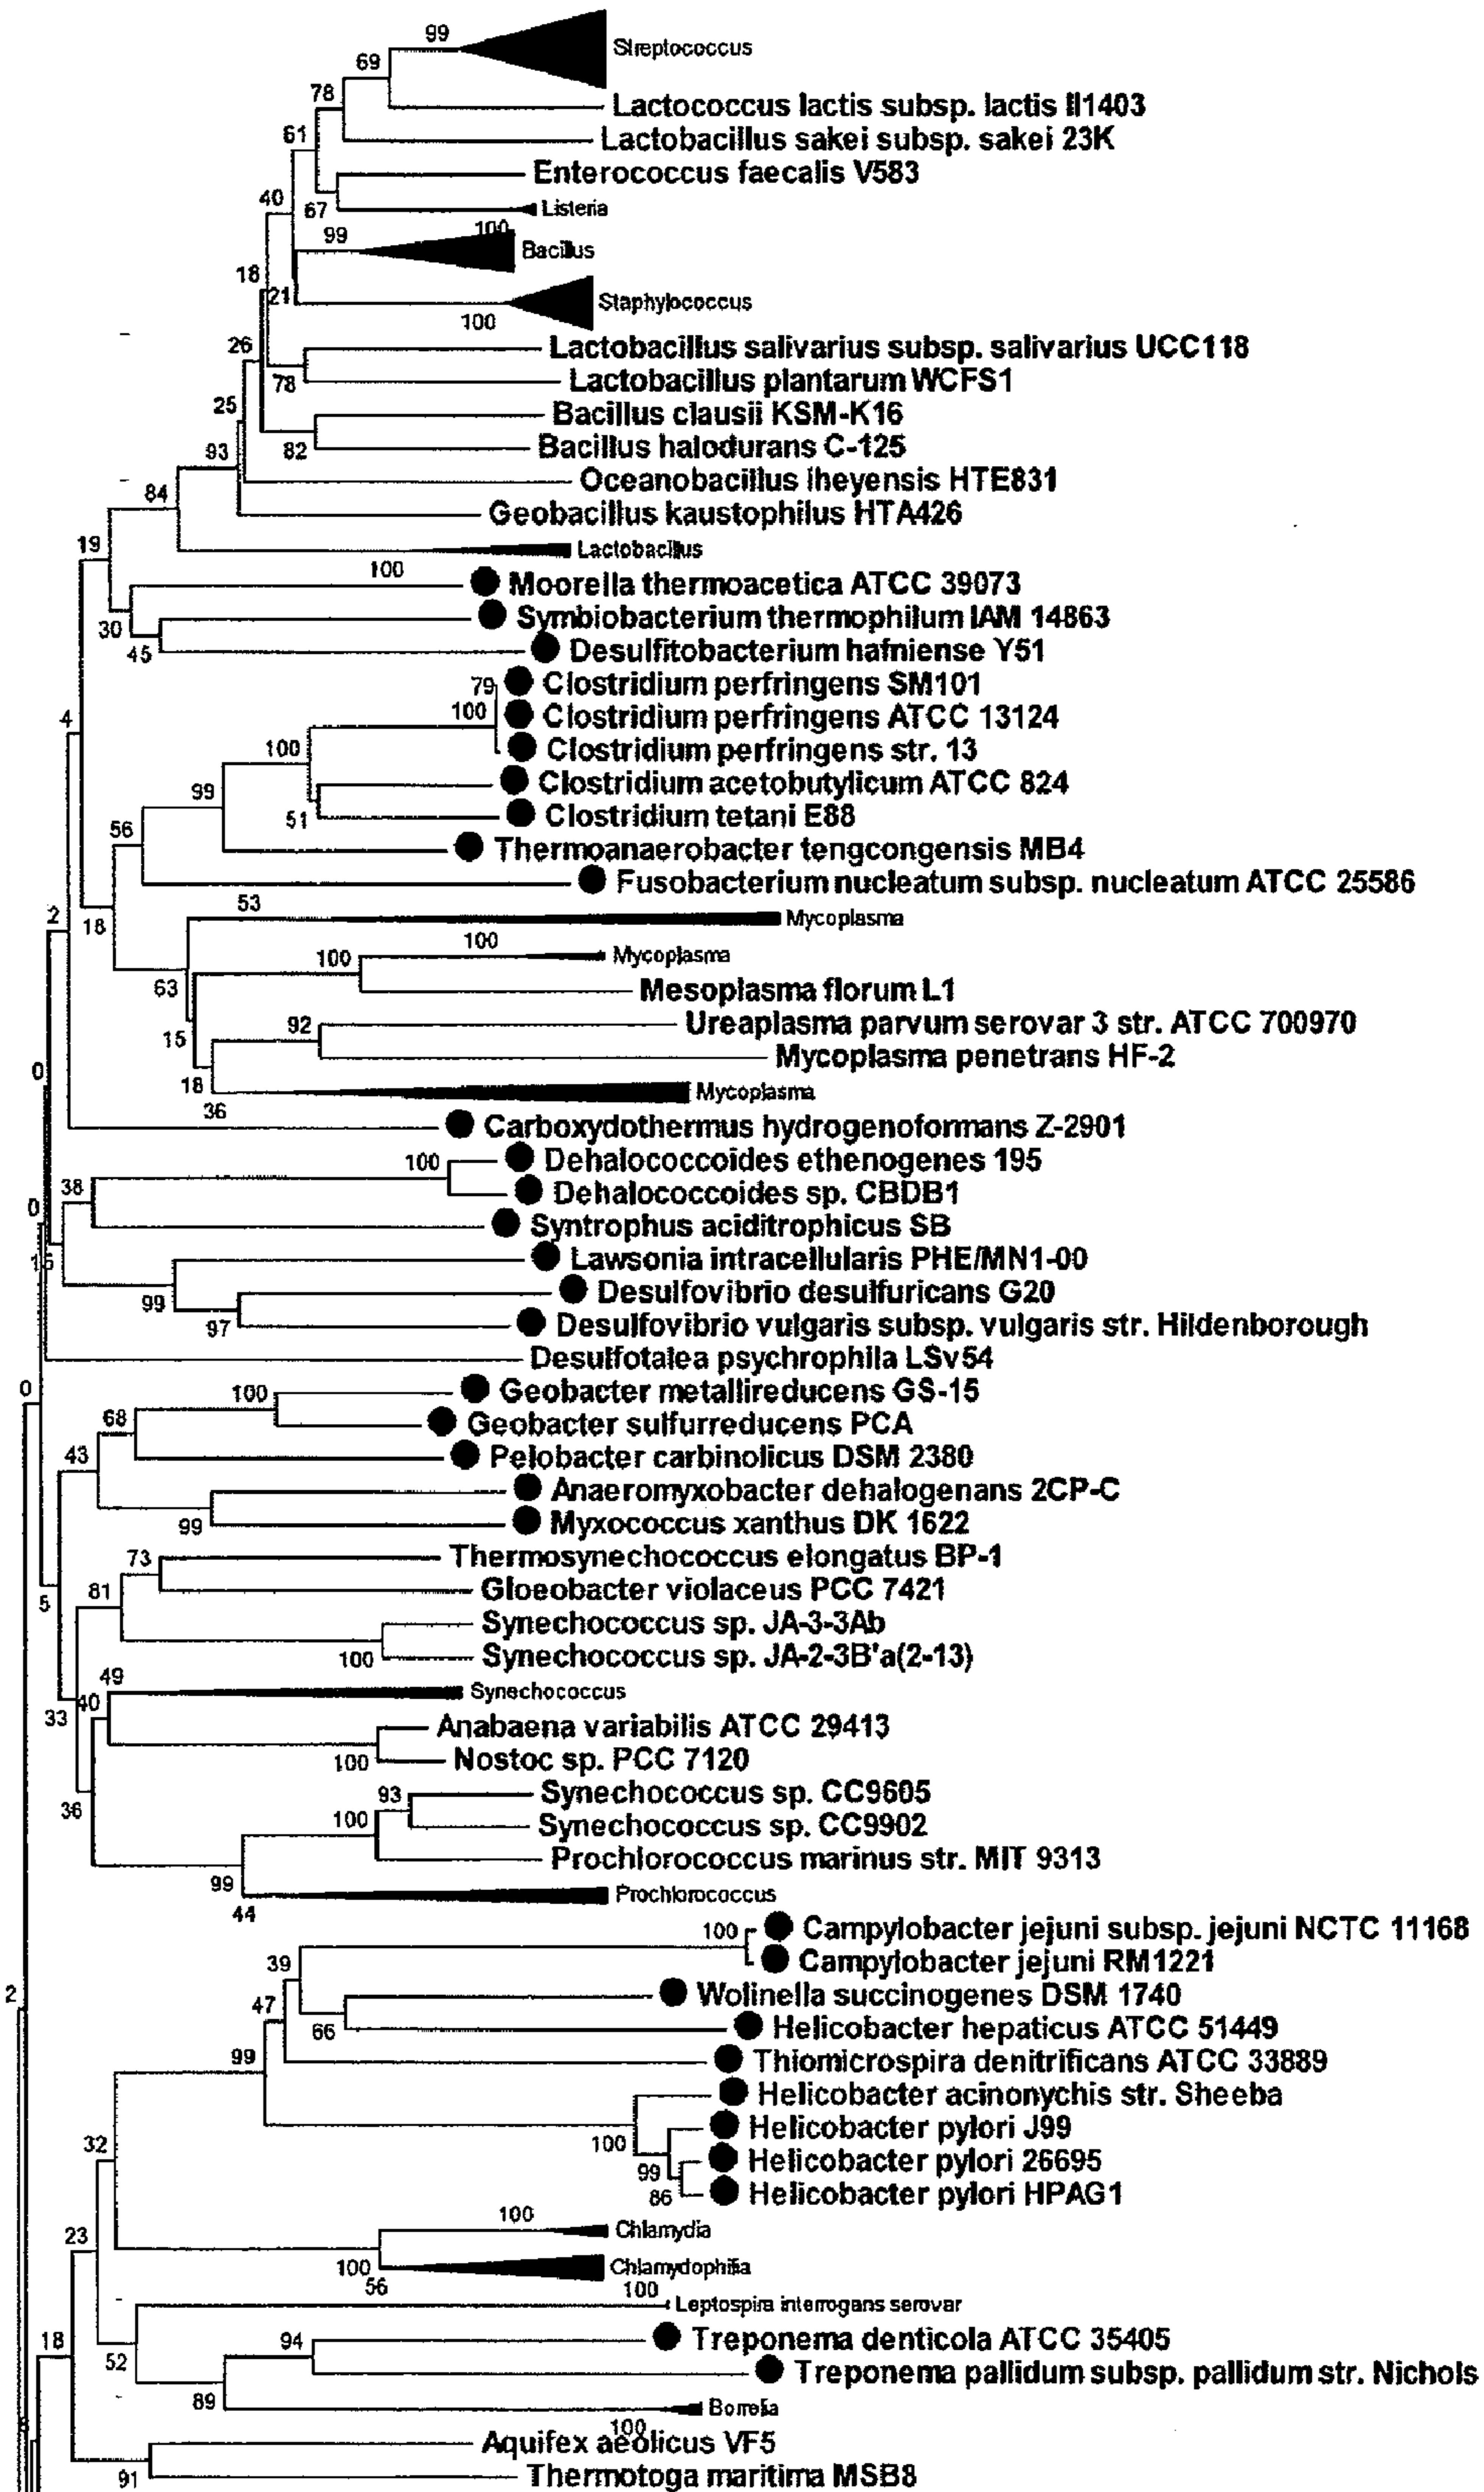 99
Streptococcus
69
Lactococcus lactis subsp. lactis Il1403
78
Lactobacillus sakei subsp. sakei 23K
61
Enterococcus faecalis V583
40
67
Listeria
100
99
Bacillus
18
21
Staphylococcus
100
26
Lactobacillus salivarius subsp. salivarius UCC118
78
Lactobacillus plantarum WCFS1
25
Bacillus clausii KSM-K16
82
Bacillus halodurans C-125
93
Oceanobacillus iheyensis HTE831
84
Geobacillus kaustophilus HTA426
19
Lactobacillus
100
Moorella thermoacetica ATCC 39073
Symbiobacterium thermophilum IAM 14863
30
45
Desulfitobacterium hafniense Y51
79
Clostridium perfringens SM101
4
100
Clostridium perfringens ATCC 13124
100
Clostridium perfringens str. 13
99
Clostridium acetobutylicum ATCC 824
51
Clostridium tetani E88
56
Thermoanaerobacter tengcongensis MB4
Fusobacterium nucleatum subsp. nucleatum ATCC 25586
2
18
53
Mycoplasma
100
100
Mycoplasma
63
Mesoplasma florum L1
92
Ureaplasma parvum serovar 3 str. ATCC 700970
15
Mycoplasma penetrans HF-2
0
18
Mycoplasma
36
Carboxydothermus hydrogenoformans Z-2901
100
Dehalococcoides ethenogenes 195
38
Dehalococcoides sp. CBDB1
0
Syntrophus aciditrophicus SB
15
Lawsonia intracellularis PHE/MN1-00
99
Desulfovibrio desulfuricans G20
97
Desulfovibrio vulgaris subsp. vulgaris str. Hildenborough
Desulfotalea psychrophila LSv54
0
100
Geobacter metallireducens GS-15
68
Geobacter sulfurreducens PCA
43
Pelobacter carbinolicus DSM 2380
Anaeromyxobacter dehalogenans 2CP-C
99
Myxococcus xanthus DK 1622
73
Thermosynechococcus elongatus BP-1
5
81
Gloeobacter violaceus PCC 7421
Synechococcus sp. JA-3-3Ab
100
Synechococcus sp. JA-2-3B'a(2-13)
49
Synechococcus
33
40
Anabaena variabilis ATCC 29413
100
Nostoc sp. PCC 7120
93
Synechococcus sp. CC9605
36
100
Synechococcus sp. CC9902
Prochlorococcus marinus str. MIT 9313
99
Prochlorococcus
44
100
Campylobacter jejuni subsp. jejuni NCTC 11168
39
Campylobacter jejuni RM1221
2
Wolinella succinogenes DSM 1740
47
66
Helicobacter hepaticus ATCC 51449
99
Thiomicrospira denitrificans ATCC 33889
Helicobacter acinonychis str. Sheeba
Helicobacter pylori J99
32
100
Helicobacter pylori 26695
99
86
Helicobacter pylori HPAG1
100
Chlamydia
23
100
Chlamydophilia
56
100
Leptospira interrogans serovar
18
94
Treponema denticola ATCC 35405
52
Treponema pallidum subsp. pallidum str. Nichols
89
Borrelia
100
Aquifex aeolicus VF5
91
Thermotoga maritima MSB8